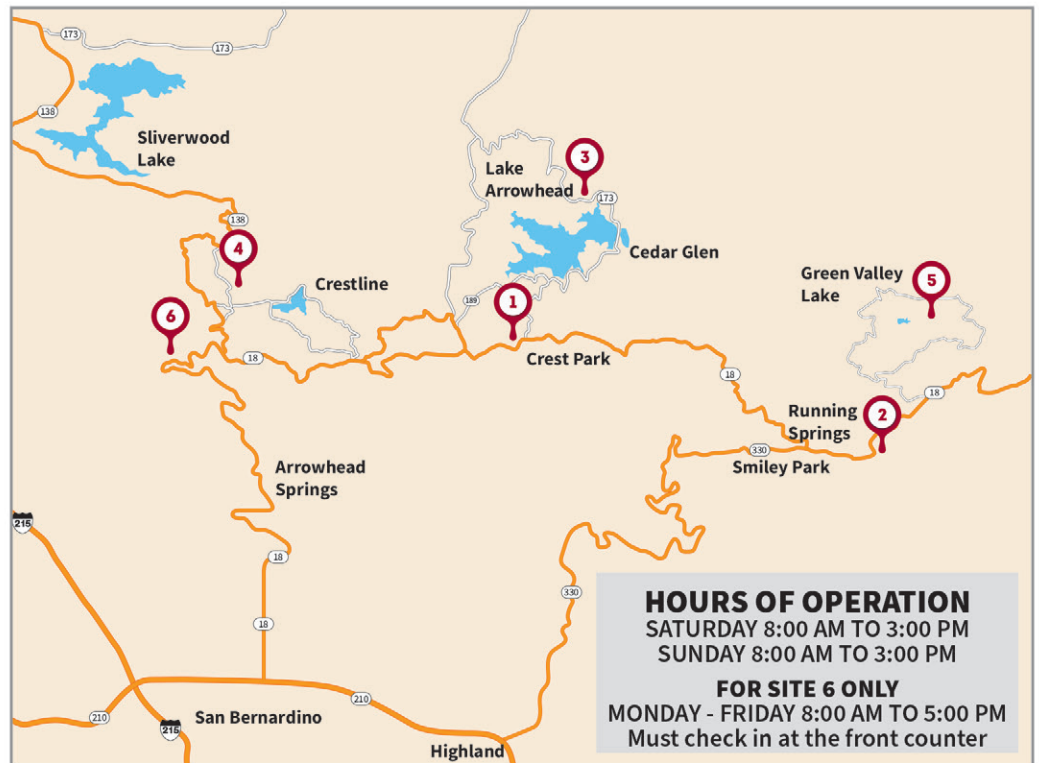 173
173
138
Sliverwood
Lake
Lake
Arrowhead
3
173
138
4
Cedar Glen
Crestline
Green Valley
Lake
5
189
1
6
18
Crest Park
18
18
Running
Springs
2
330
Smiley Park
Arrowhead
Springs
215
18
330
18
HOURS OF OPERATION
SATURDAY 8:00 AM TO 3:00 PM
SUNDAY 8:00 AM TO 3:00 PM
FOR SITE 6 ONLY
MONDAY - FRIDAY 8:00 AM TO 5:00 PM
Must check in at the front counter
210
210
215
San Bernardino
Highland